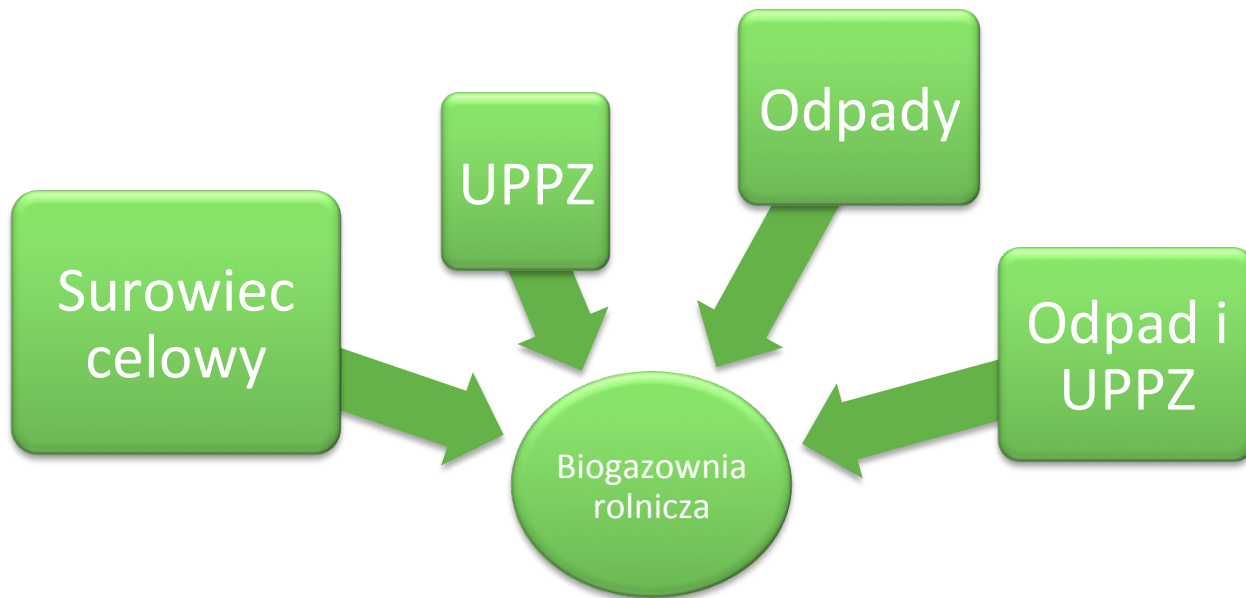 Surowiec
celowy
UPPZ
Odpady
Odpad i
UPPZ
Biogazownia
rolnicza